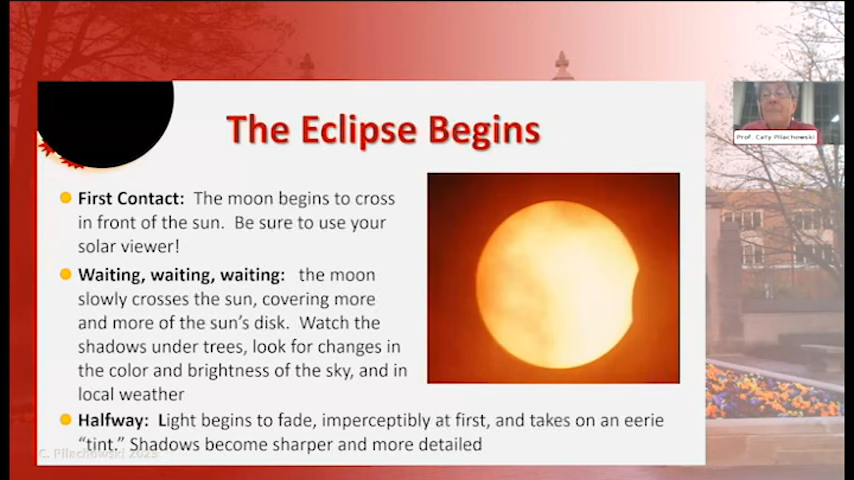 The Eclipse Begins
Prof. Caty Pilachowski
First Contact: The moon begins to cross
in front of the sun. Be sure to use your
solar viewer!
Waiting, waiting, waiting: the moon
slowly crosses the sun, covering more
and more of the sun's disk. Watch the
shadows under trees, look for changes in
the color and brightness of the sky, and in
local weather
Halfway: Light begins to fade, imperceptibly at first, and takes on an eerie
"tint." Shadows become sharper and more detailed
C. Pilachowski 2023